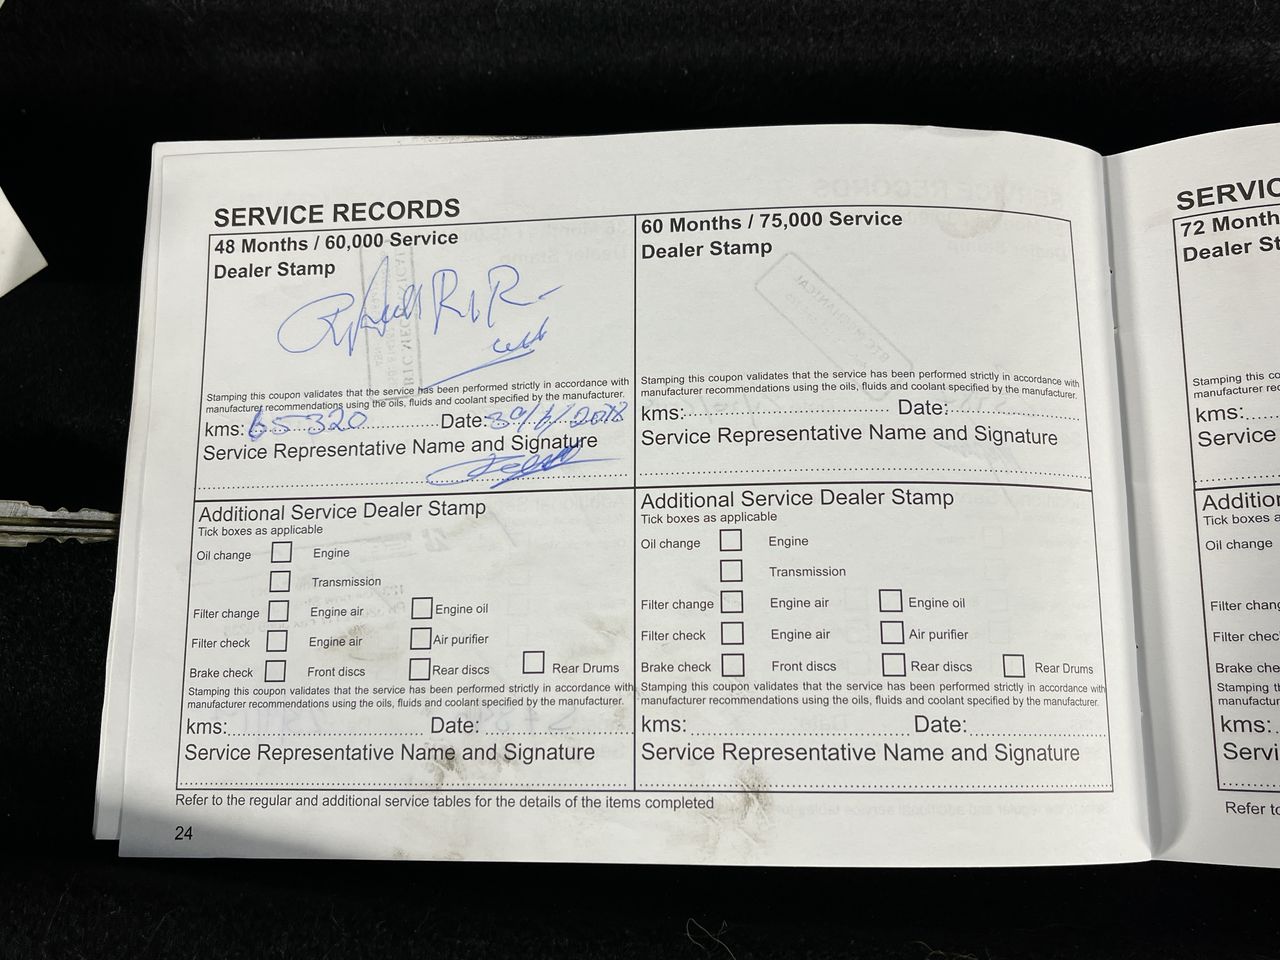 SERVICE RECORDS
48 Months / 60,000 Service
Dealer Stamp
Stamping this coupon validates that the service has been performed strictly in accordance with
manufacturer recommendations using the oils, fluids and coolant specified by the manufacturer.
kms: 65320 Date: 30/6/2018
Service Representative Name and Signature
Additional Service Dealer Stamp
Tick boxes as applicable
Oil change Engine
Transmission
Filter change Engine air Engine oil
Filter check Engine air Air purifier
Brake check Front discs Rear discs Rear Drums
Stamping this coupon validates that the service has been performed strictly in accordance with
manufacturer recommendations using the oils, fluids and coolant specified by the manufacturer.
kms: Date:
Service Representative Name and Signature
60 Months / 75,000 Service
Dealer Stamp
Stamping this coupon validates that the service has been performed strictly in accordance with
manufacturer recommendations using the oils, fluids and coolant specified by the manufacturer.
kms: Date:
Service Representative Name and Signature
Additional Service Dealer Stamp
Tick boxes as applicable
Oil change Engine
Transmission
Filter change Engine air Engine oil
Filter check Engine air Air purifier
Brake check Front discs Rear discs Rear Drums
Stamping this coupon validates that the service has been performed strictly in accordance with
manufacturer recommendations using the oils, fluids and coolant specified by the manufacturer.
kms: Date:
Service Representative Name and Signature
Refer to the regular and additional service tables for the details of the items completed
24
72 Month
Dealer St
Stamping this co
manufacturer rec
kms:
Service
Tick boxes as a
Oil change
Filter chang
Filter chec
Brake che
Stamping th
manufactur
kms:
Servi
Refer to